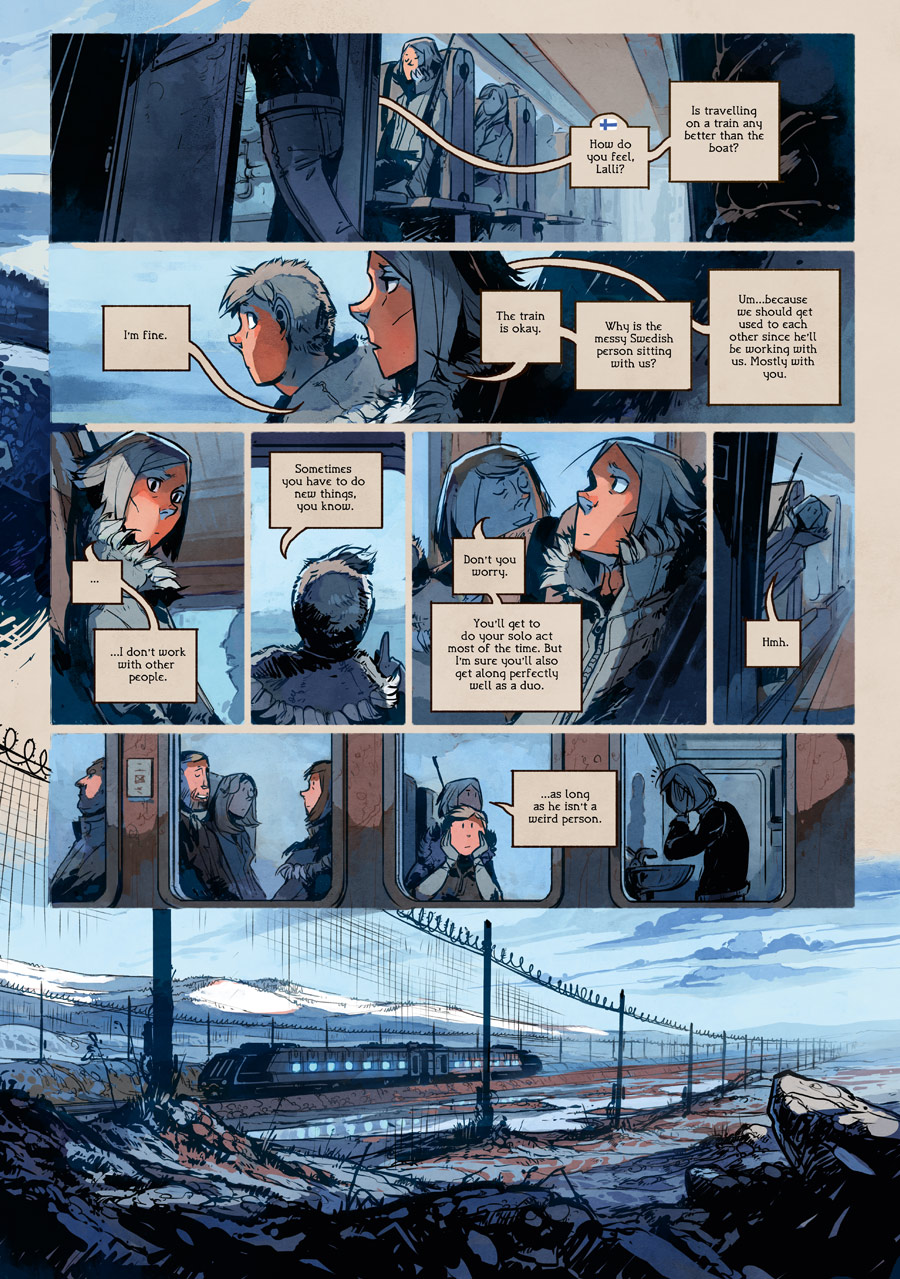 How do
you feel,
Lalli?
Is travelling
on a train any
better than the
boat?
I'm fine.
The train
is okay.
Why is the
messy Swedish
person sitting
with us?
Um...because
we should get
used to each
other since he'll
be working with
us. Mostly with
you.
...
...I don't work
with other
people.
Sometimes
you have to do
new things,
you know.
Don't you
worry.
You'll get to
do your solo act
most of the time. But
I'm sure you'll also
get along perfectly
well as a duo.
Hmh.
...as long
as he isn't a
weird person.